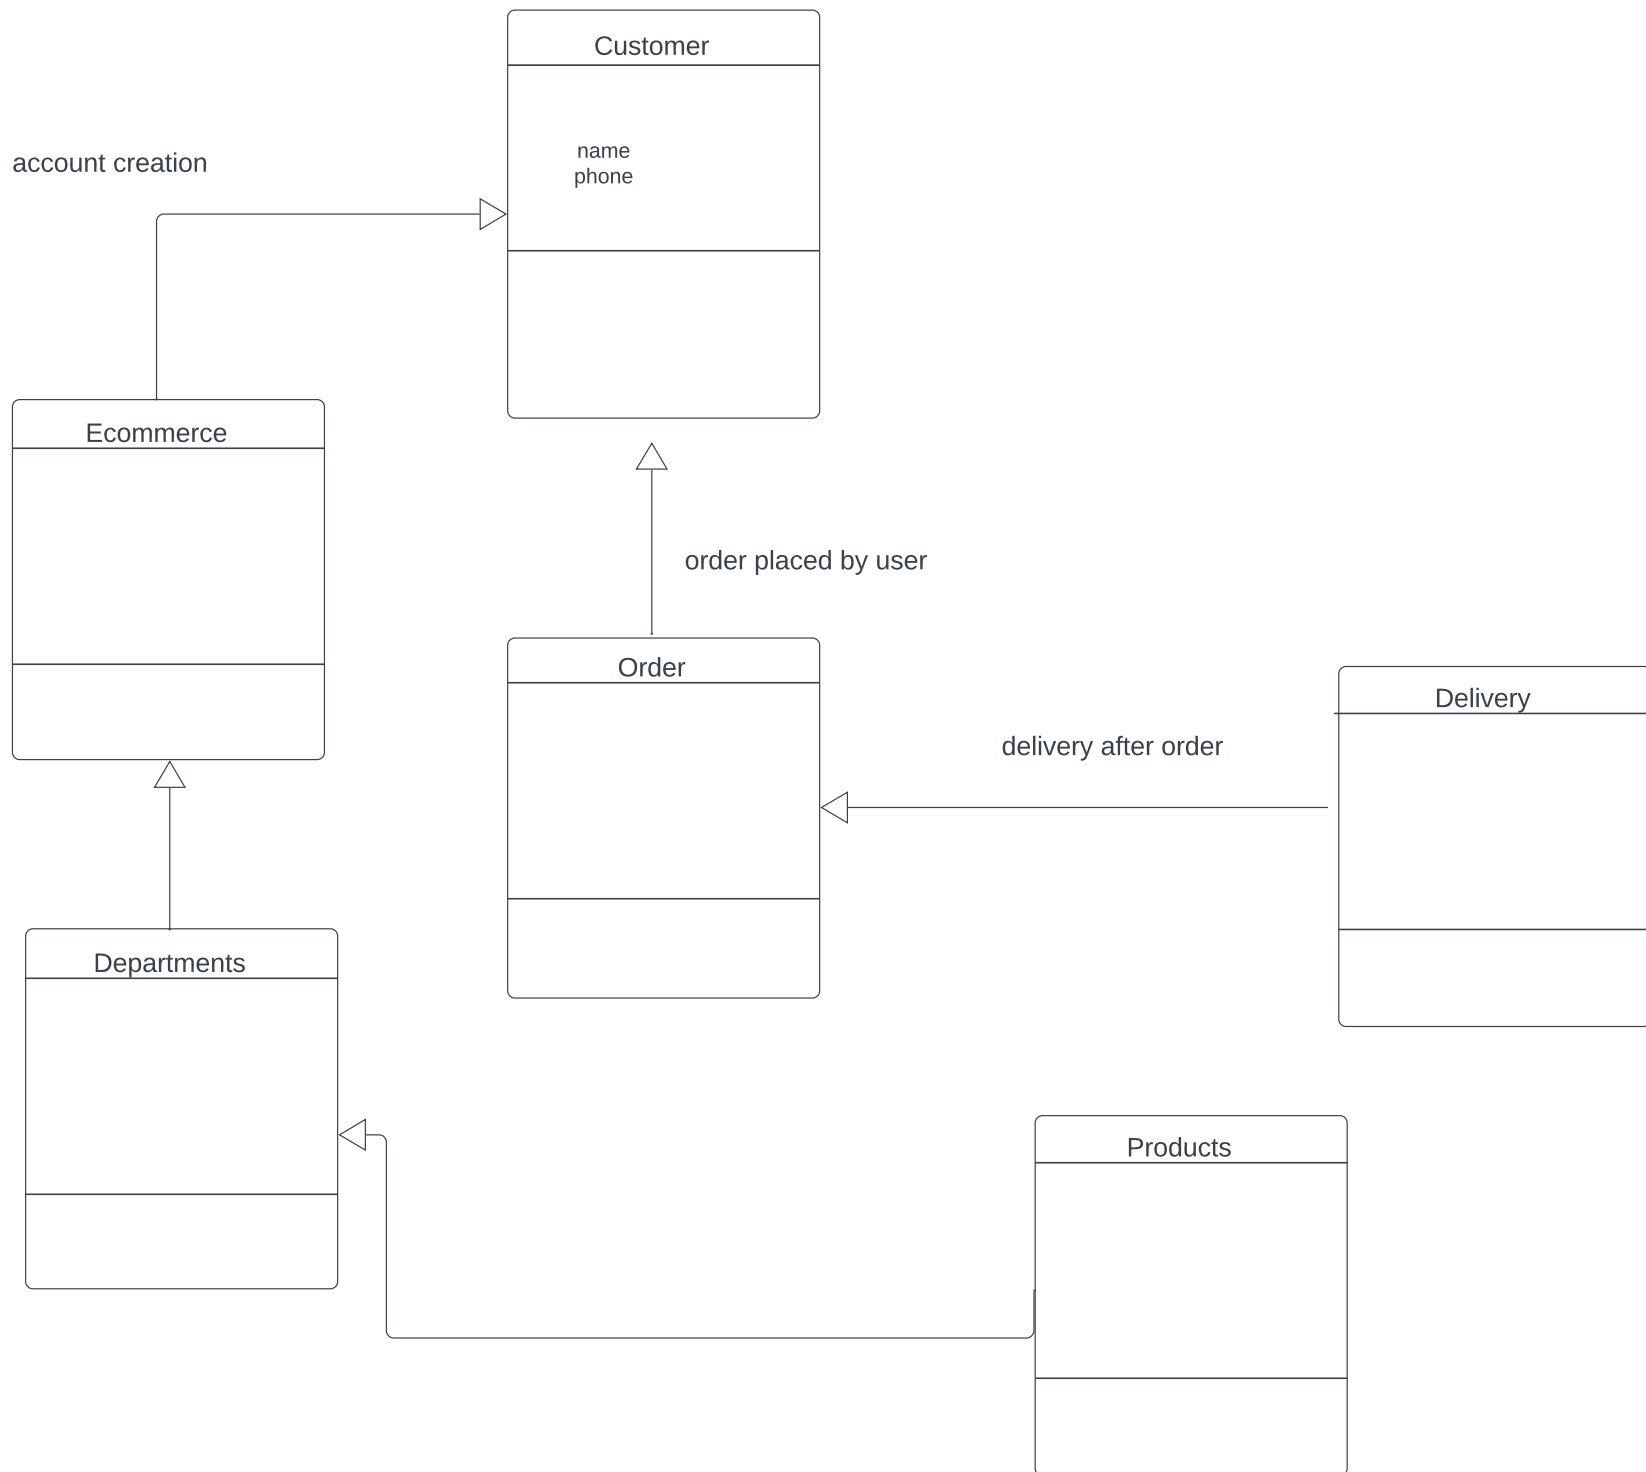 Customer
name
phone
account creation
Ecommerce
order placed by user
Order
Delivery
delivery after order
Departments
Products